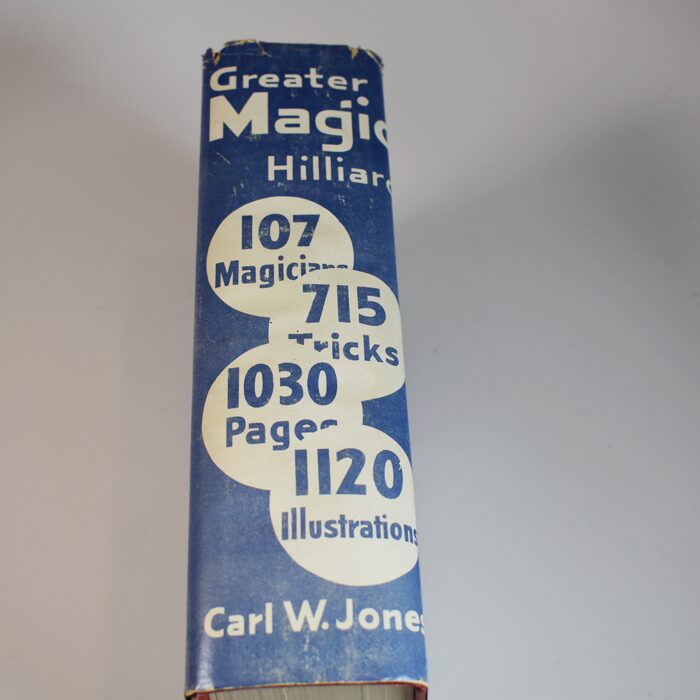 Greater
Magic
Hilliard
107
Magicians
715
Tricks
1030
Pages
1120
Illustrations
Carl W. Jones